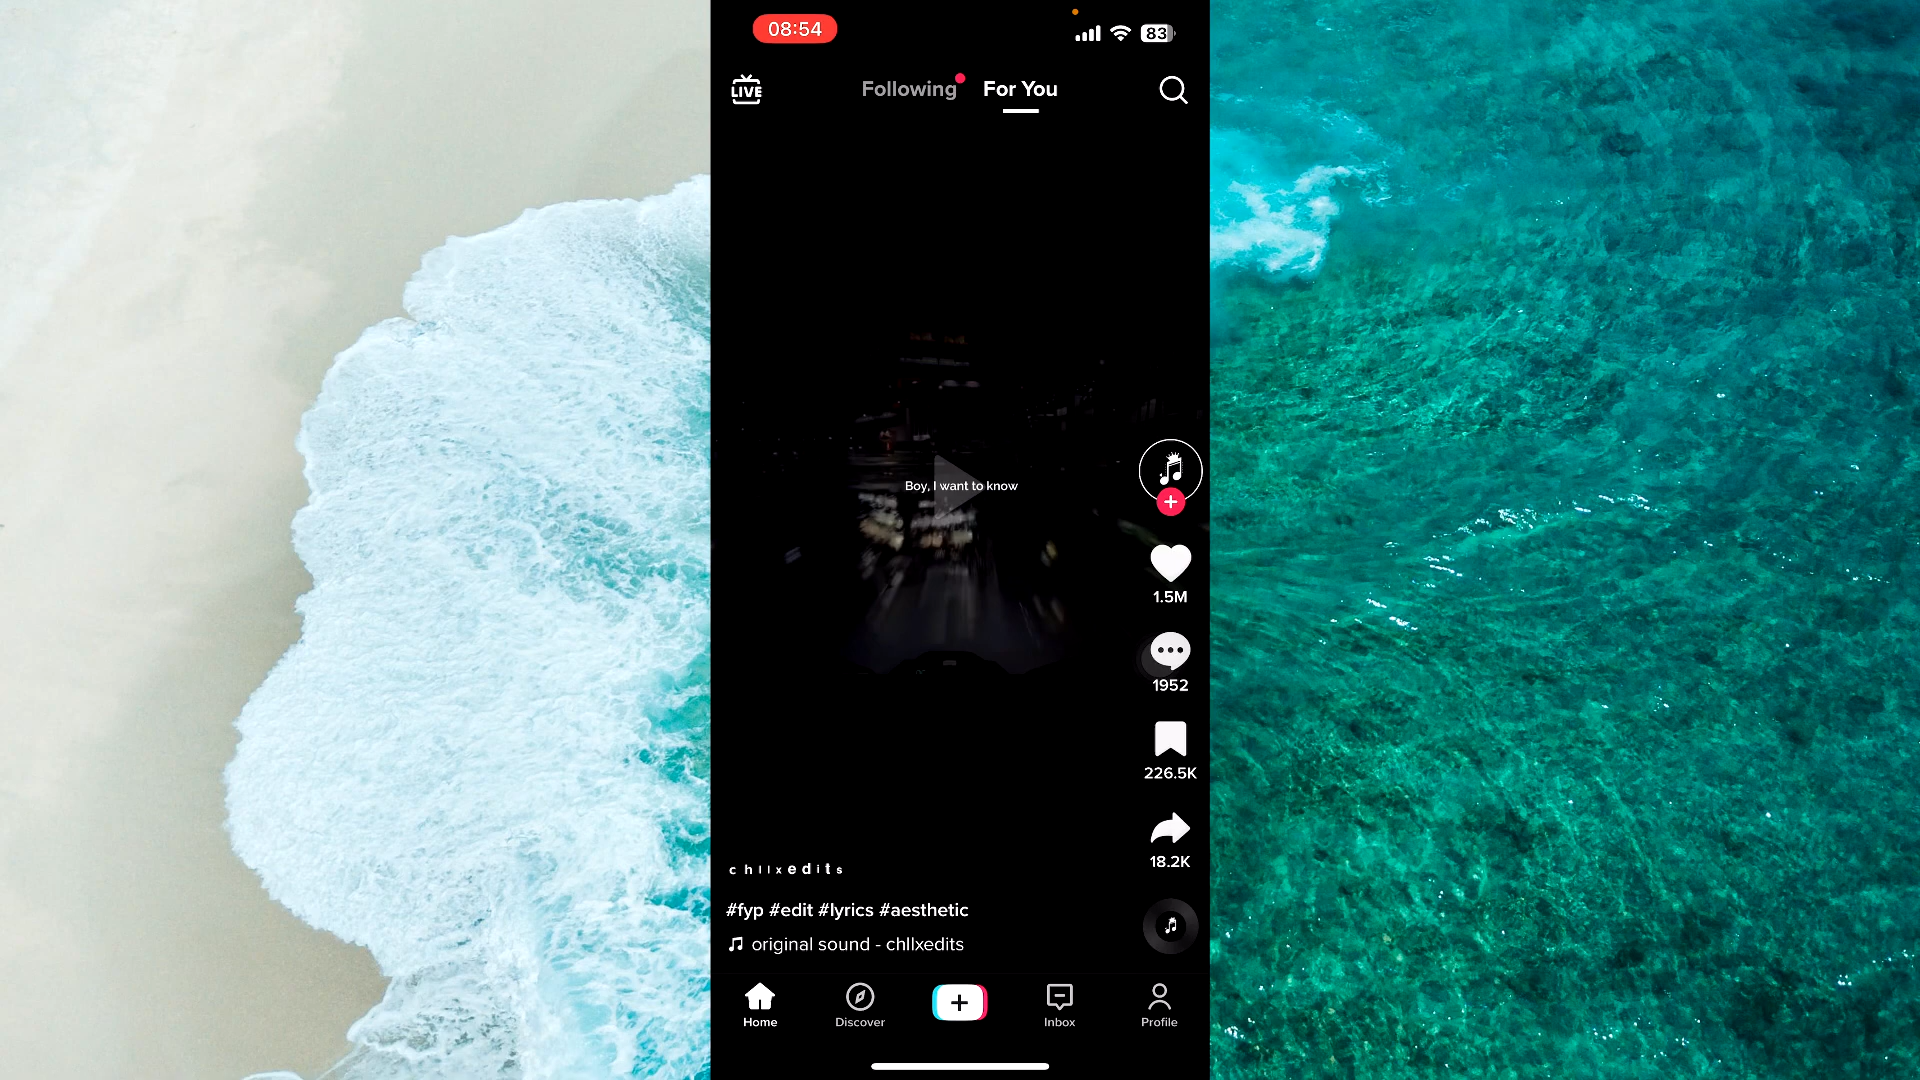 08:54
83
LIVE
Following
For You
Boy, I want to know
1.5M
1952
226.5K
18.2K
chllxedits
#fyp #edit #lyrics #aesthetic
original sound - chllxedits
Home
Discover
Inbox
Profile